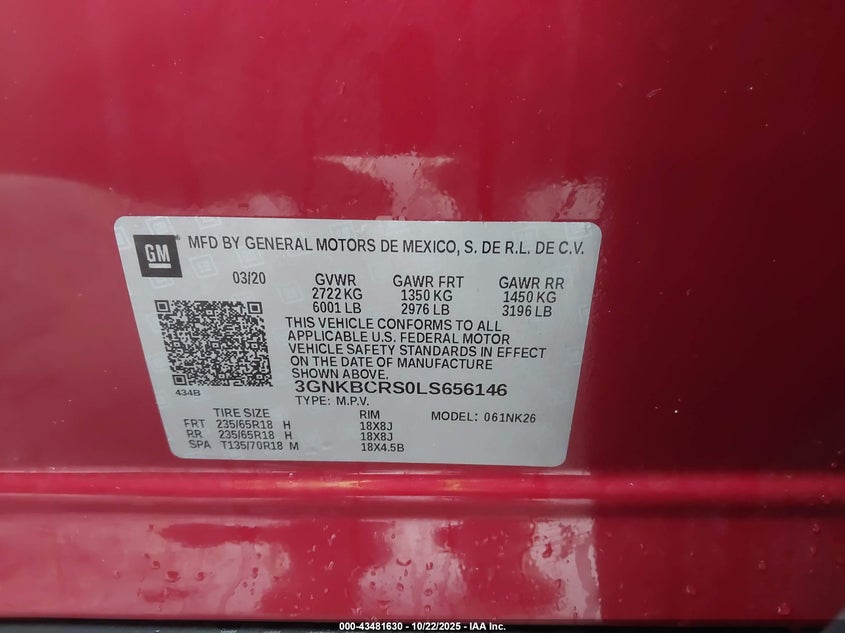 GM
MFD BY GENERAL MOTORS DE MEXICO, S. DE R.L. DE C.V.
03/20 GVWR GAWR FRT GAWR RR
2722 KG 1350 KG 1450 KG
6001 LB 2976 LB 3196 LB
THIS VEHICLE CONFORMS TO ALL
APPLICABLE U.S. FEDERAL MOTOR
VEHICLE SAFETY STANDARDS IN EFFECT
ON THE DATE OF MANUFACTURE
SHOWN ABOVE.
434B
3GNKBCRS0LS656146
TYPE: M.P.V.
TIRE SIZE RIM MODEL: 061NK26
FRT 235/65R18 H 18X8J
RR 235/65R18 H 18X8J
SPA T135/70R18 M 18X4.5B
000-43481630 - 10/22/2025 - IAA Inc.